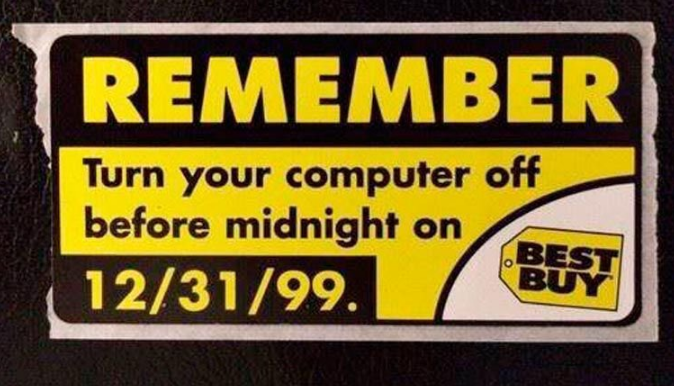 REMEMBER
Turn your computer off
before midnight on
12/31/99.
BEST
BUY